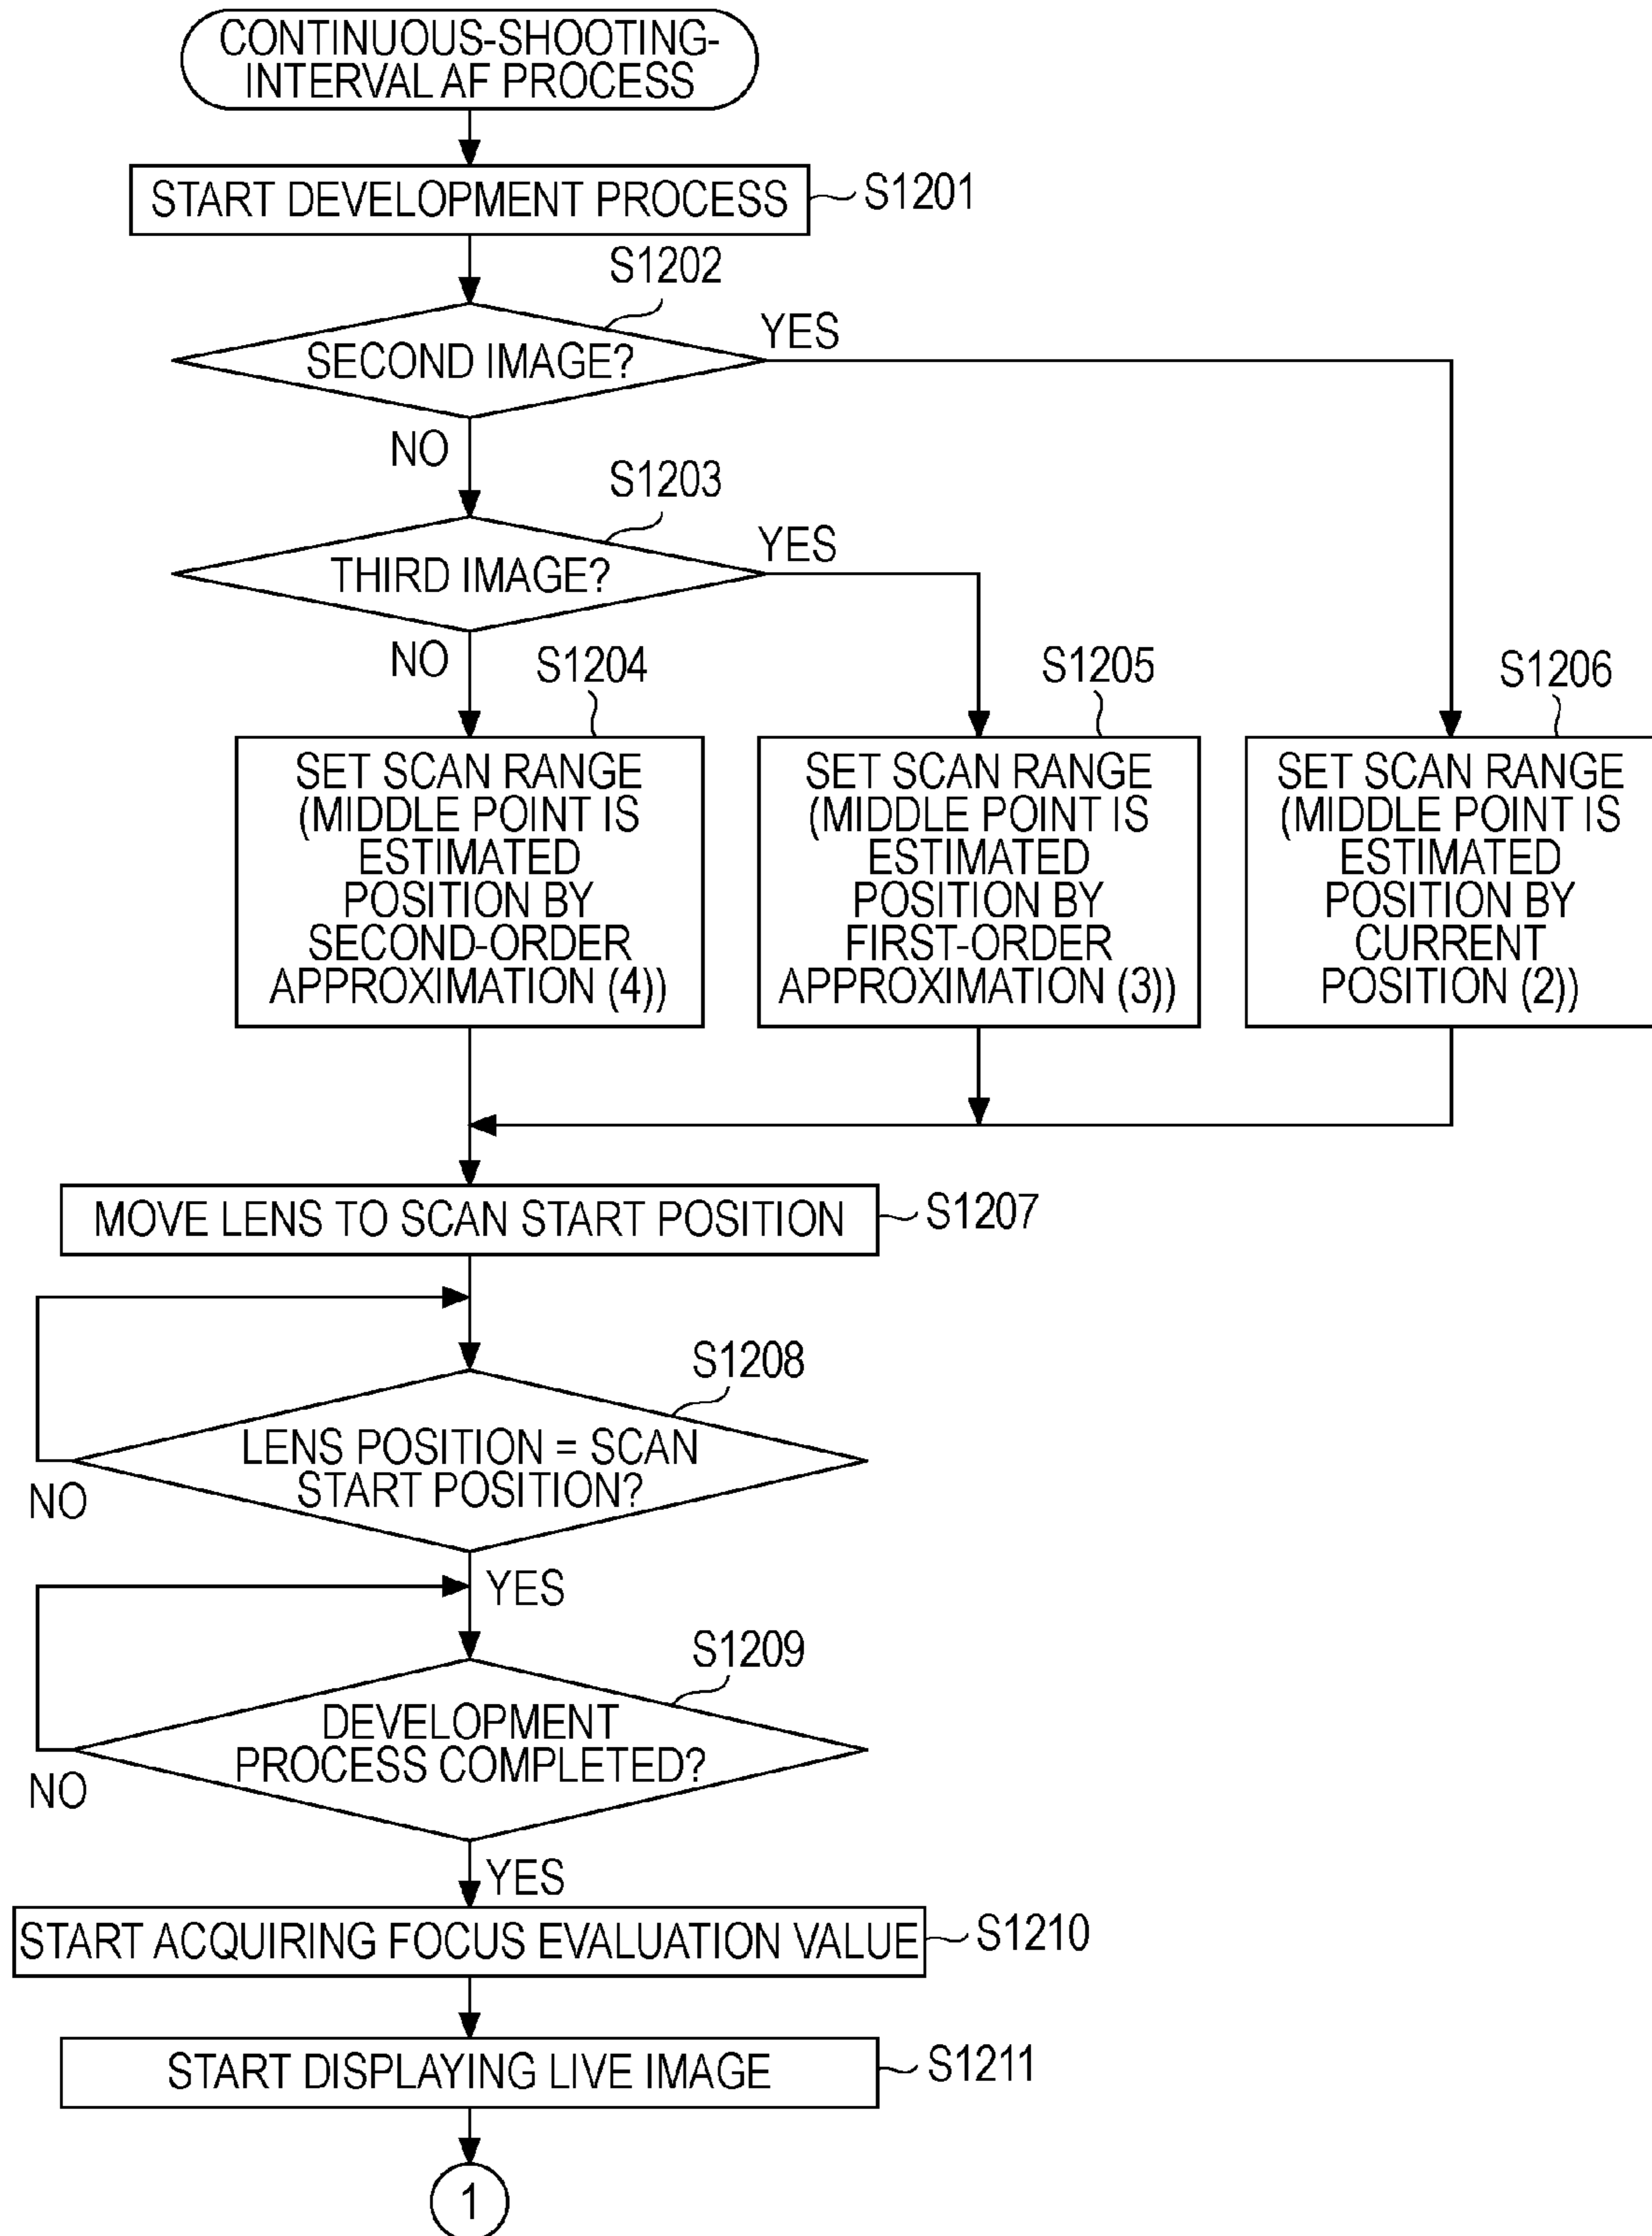 CONTINUOUS-SHOOTING-
INTERVAL AF PROCESS
START DEVELOPMENT PROCESS
S1201
S1202
SECOND IMAGE?
YES
NO
S1203
THIRD IMAGE?
YES
NO
S1204
SET SCAN RANGE
(MIDDLE POINT IS
ESTIMATED
POSITION BY
SECOND-ORDER
APPROXIMATION (4))
S1205
SET SCAN RANGE
(MIDDLE POINT IS
ESTIMATED
POSITION BY
FIRST-ORDER
APPROXIMATION (3))
S1206
SET SCAN RANGE
(MIDDLE POINT IS
ESTIMATED
POSITION BY
CURRENT
POSITION (2))
MOVE LENS TO SCAN START POSITION
S1207
S1208
LENS POSITION = SCAN
START POSITION?
NO
YES
S1209
DEVELOPMENT
PROCESS COMPLETED?
NO
YES
START ACQUIRING FOCUS EVALUATION VALUE
S1210
START DISPLAYING LIVE IMAGE
S1211
1